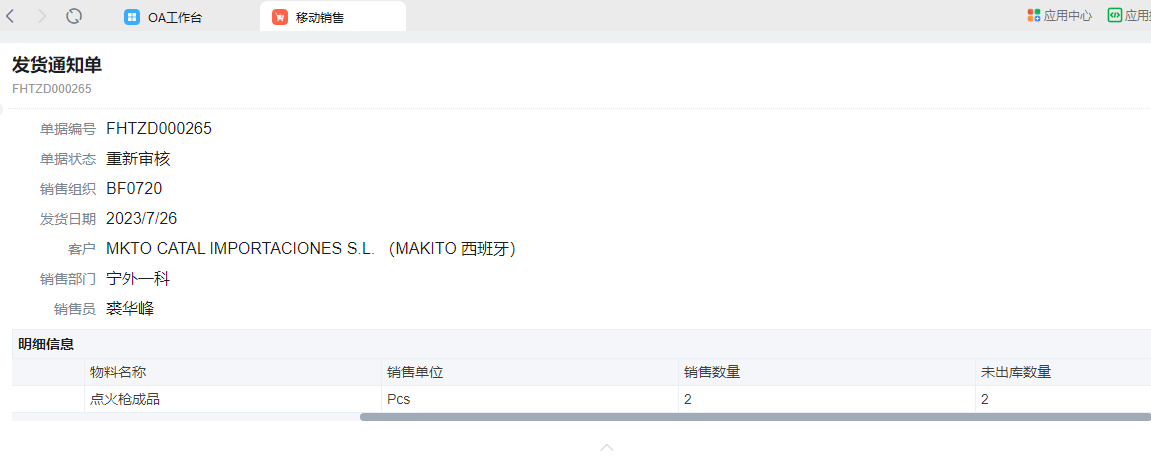 OA工作台 移动销售 应用中心
发货通知单
FHTZD000265
单据编号 FHTZD000265
单据状态 重新审核
销售组织 BF0720
发货日期 2023/7/26
客户 MKTO CATAL IMPORTACIONES S.L. （MAKITO 西班牙）
销售部门 宁外一科
销售员 裘华峰
明细信息
物料名称 销售单位 销售数量 未出库数量
点火枪成品 Pcs 2 2